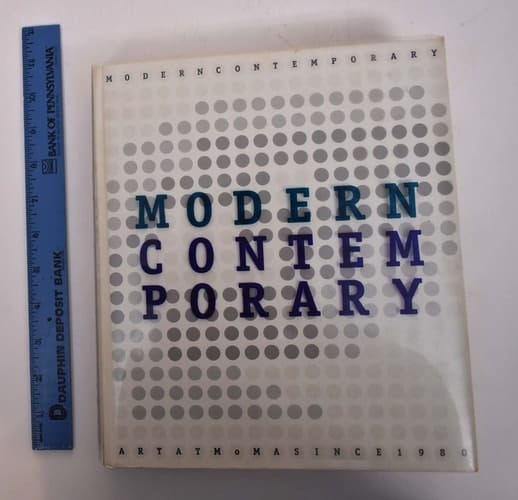 MODERNCONTEMPORARY
MODERN
CONTEM
PORARY
ARTATMoMASINCE1980
BANK OF PENNSYLVANIA
DAUPHIN DEPOSIT BANK